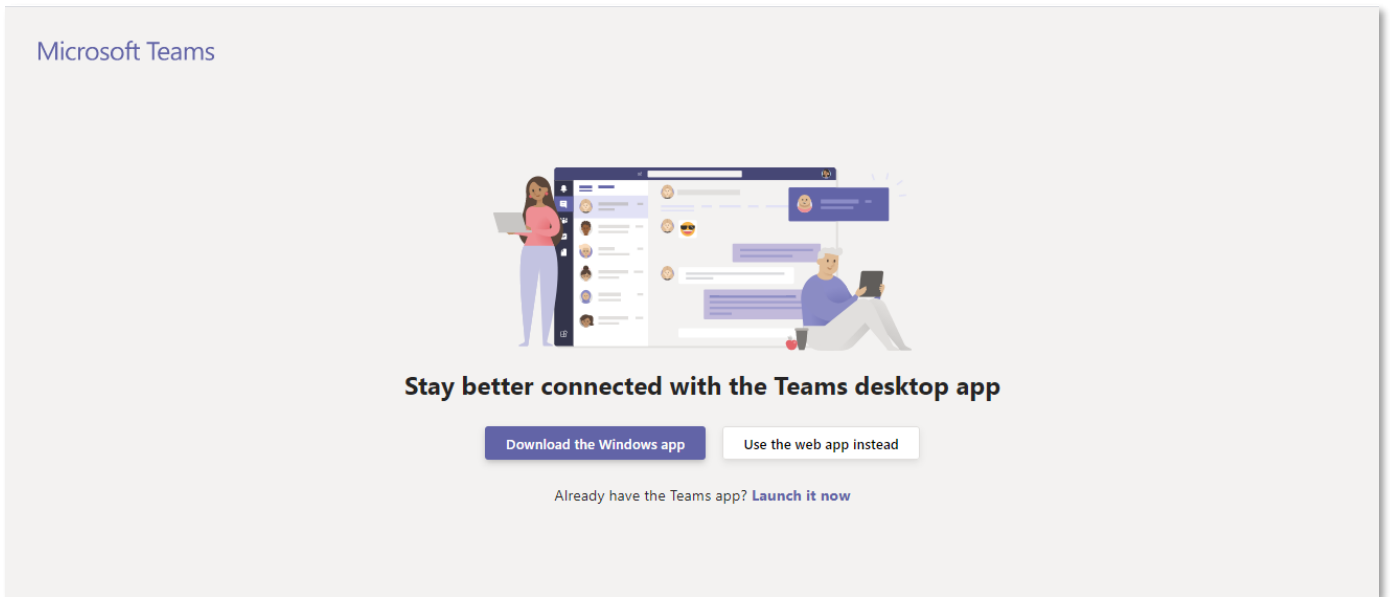 Microsoft Teams
Stay better connected with the Teams desktop app
Download the Windows app
Use the web app instead
Already have the Teams app? Launch it now